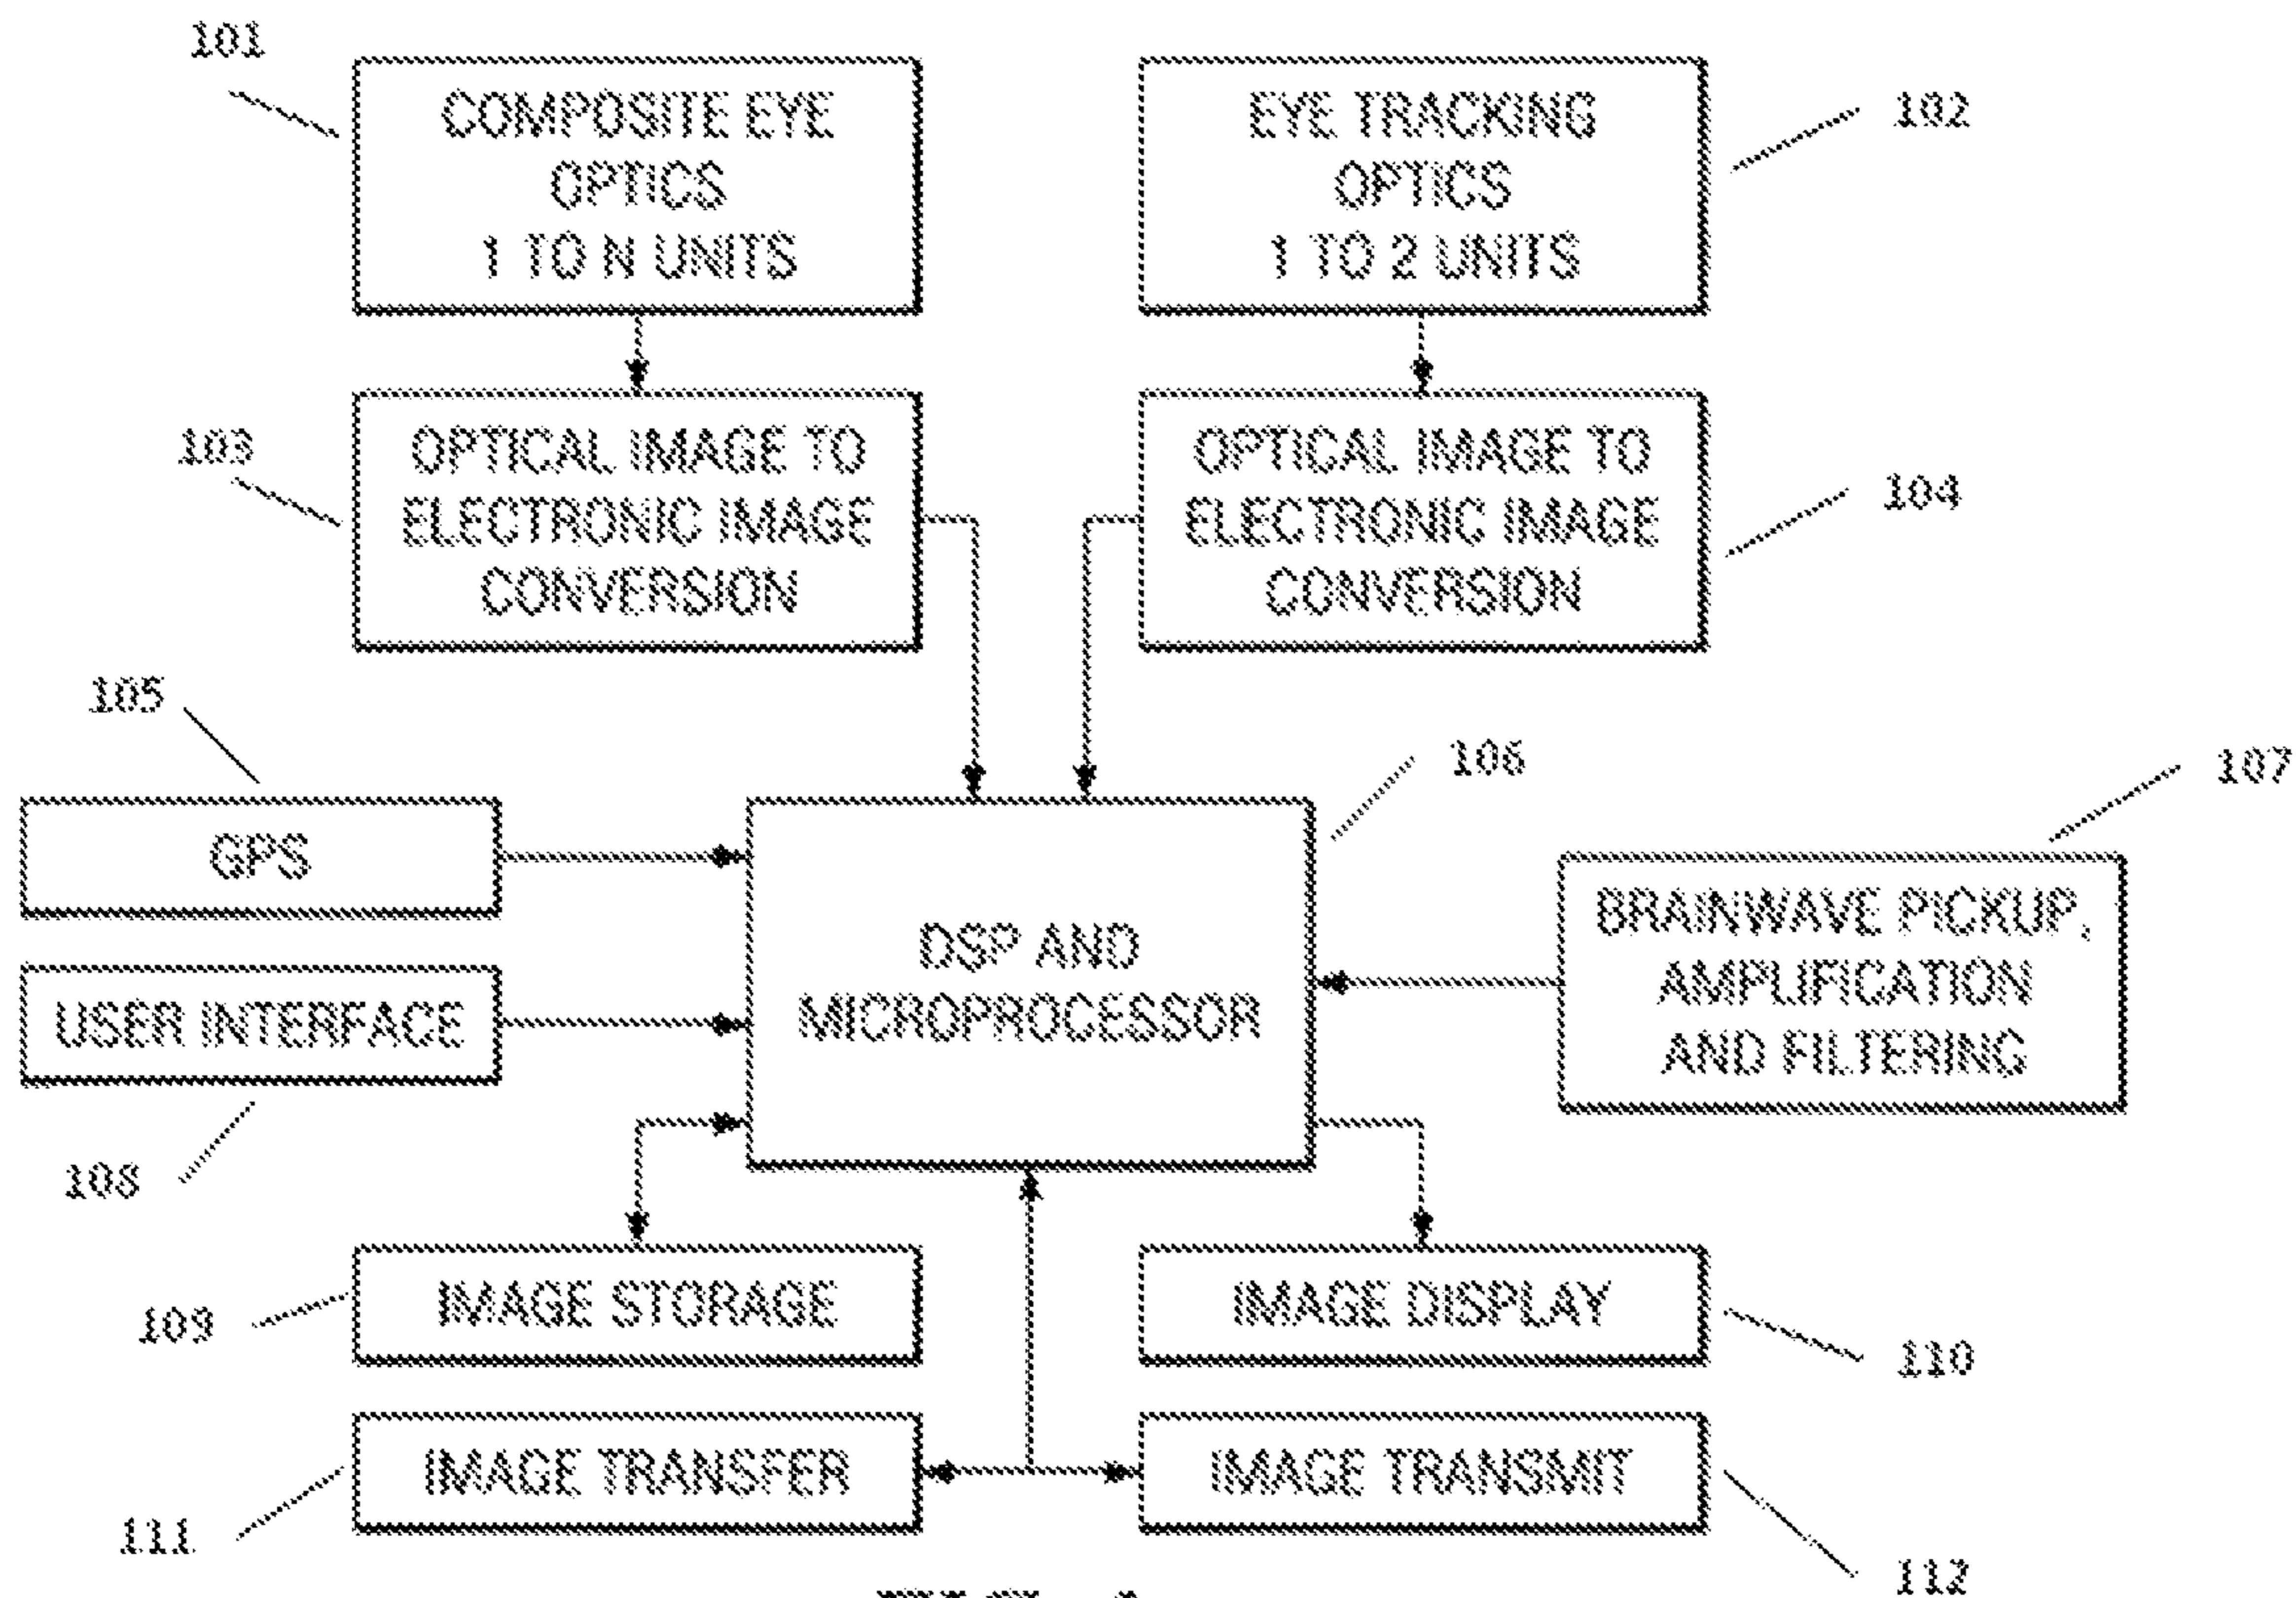 101
COMPOSITE EYE
OPTICS
1 TO N UNITS
EYE TRACKING
OPTICS
1 TO 2 UNITS
102
103
OPTICAL IMAGE TO
ELECTRONIC IMAGE
CONVERSION
OPTICAL IMAGE TO
ELECTRONIC IMAGE
CONVERSION
104
105
GPS
106
DSP AND
MICROPROCESSOR
107
BRAINWAVE PICKUP,
AMPLIFICATION
AND FILTERING
USER INTERFACE
108
109
IMAGE STORAGE
IMAGE DISPLAY
110
111
IMAGE TRANSFER
IMAGE TRANSMIT
112